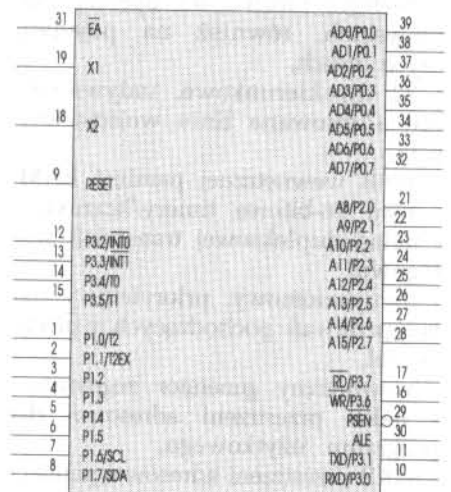 31 E̅A̅
19 X1
18 X2
9 RESET
12 P3.2/I̅N̅T̅0̅
13 P3.3/I̅N̅T̅1̅
14 P3.4/T0
15 P3.5/T1
1 P1.0/T2
2 P1.1/T2EX
3 P1.2
4 P1.3
5 P1.4
6 P1.5
7 P1.6/SCL
8 P1.7/SDA
AD0/P0.0 39
AD1/P0.1 38
AD2/P0.2 37
AD3/P0.3 36
AD4/P0.4 35
AD5/P0.5 34
AD6/P0.6 33
AD7/P0.7 32
A8/P2.0 21
A9/P2.1 22
A10/P2.2 23
A11/P2.3 24
A12/P2.4 25
A13/P2.5 26
A14/P2.6 27
A15/P2.7 28
R̅D̅/P3.7 17
W̅R̅/P3.6 16
P̅S̅E̅N̅ 29
ALE 30
TXD/P3.1 11
RXD/P3.0 10